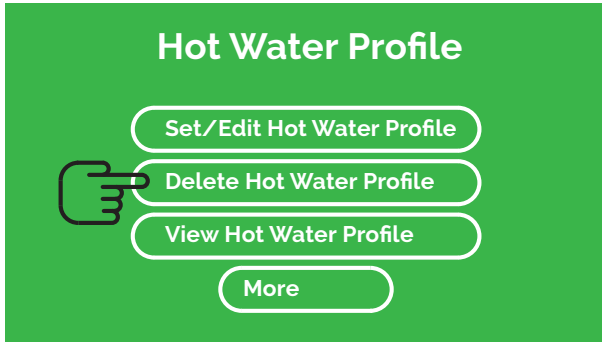 Hot Water Profile
Set/Edit Hot Water Profile
Delete Hot Water Profile
View Hot Water Profile
More